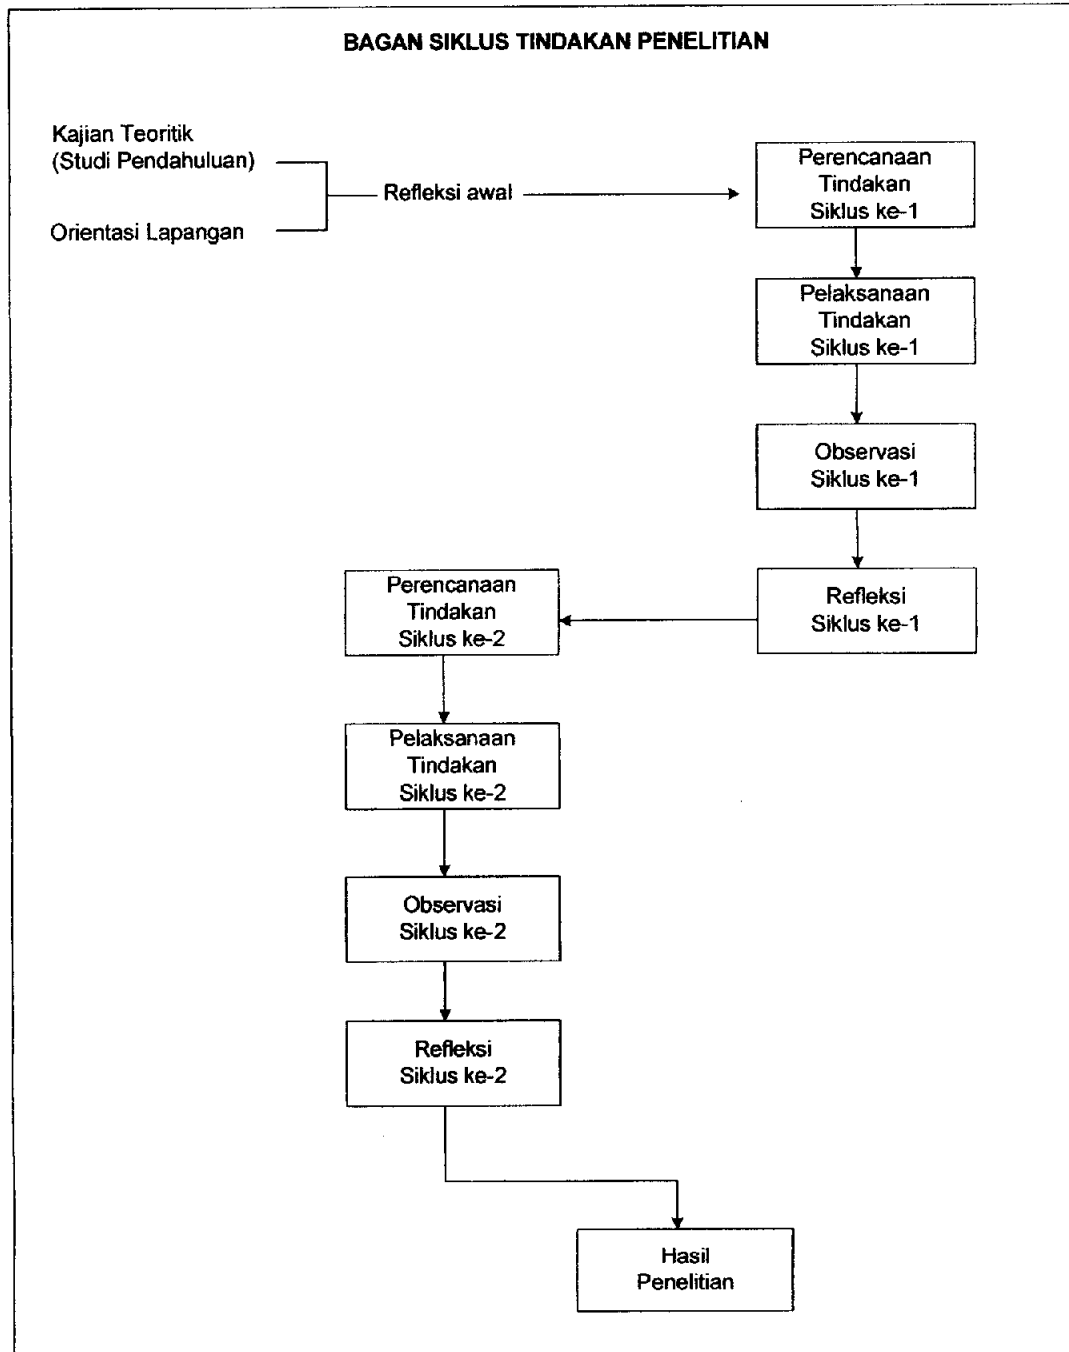 BAGAN SIKLUS TINDAKAN PENELITIAN
Kajian Teoritik
(Studi Pendahuluan)
Orientasi Lapangan
Refleksi awal
Perencanaan
Tindakan
Siklus ke-1
Pelaksanaan
Tindakan
Siklus ke-1
Observasi
Siklus ke-1
Refleksi
Siklus ke-1
Perencanaan
Tindakan
Siklus ke-2
Pelaksanaan
Tindakan
Siklus ke-2
Observasi
Siklus ke-2
Refleksi
Siklus ke-2
Hasil
Penelitian